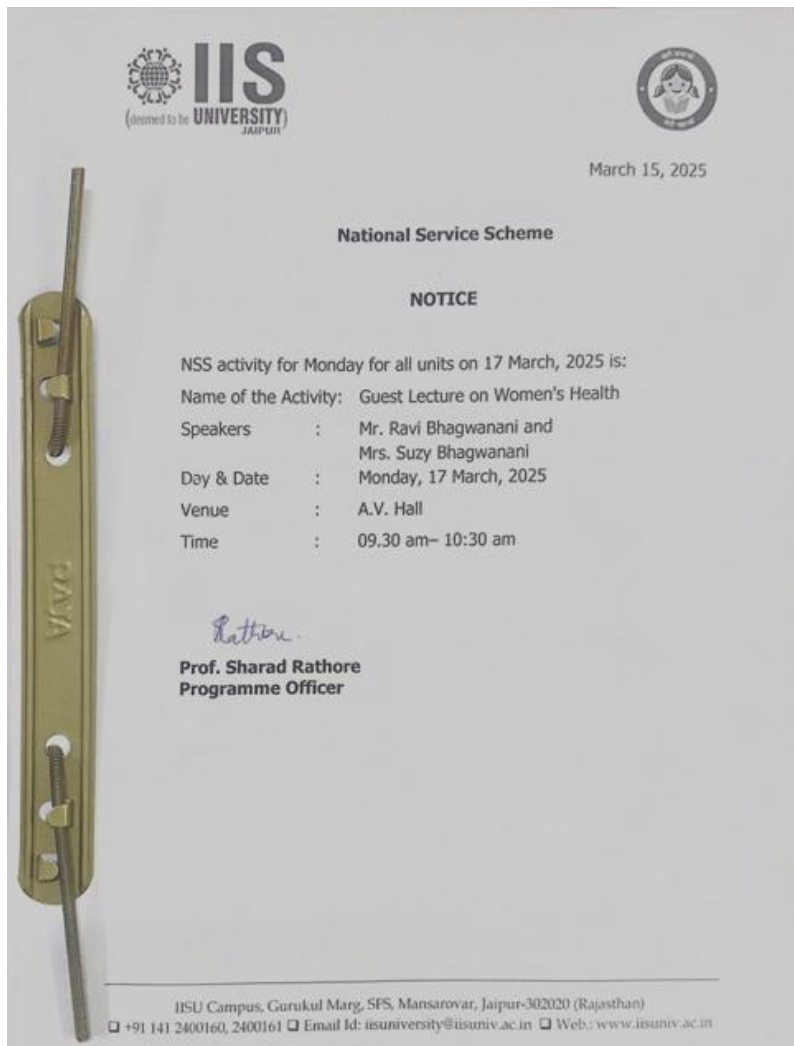 IIS
(deemed to be UNIVERSITY)
JAIPUR
March 15, 2025
National Service Scheme
NOTICE
NSS activity for Monday for all units on 17 March, 2025 is:
Name of the Activity: Guest Lecture on Women's Health
Speakers : Mr. Ravi Bhagwanani and
Mrs. Suzy Bhagwanani
Day & Date : Monday, 17 March, 2025
Venue : A.V. Hall
Time : 09.30 am– 10:30 am
Rathore.
Prof. Sharad Rathore
Programme Officer
RAJA
IISU Campus, Gurukul Marg, SFS, Mansarovar, Jaipur-302020 (Rajasthan)
❑ +91 141 2400160, 2400161 ❑ Email Id: iisuniversity@iisuniv.ac.in ❑ Web.: www.iisuniv.ac.in